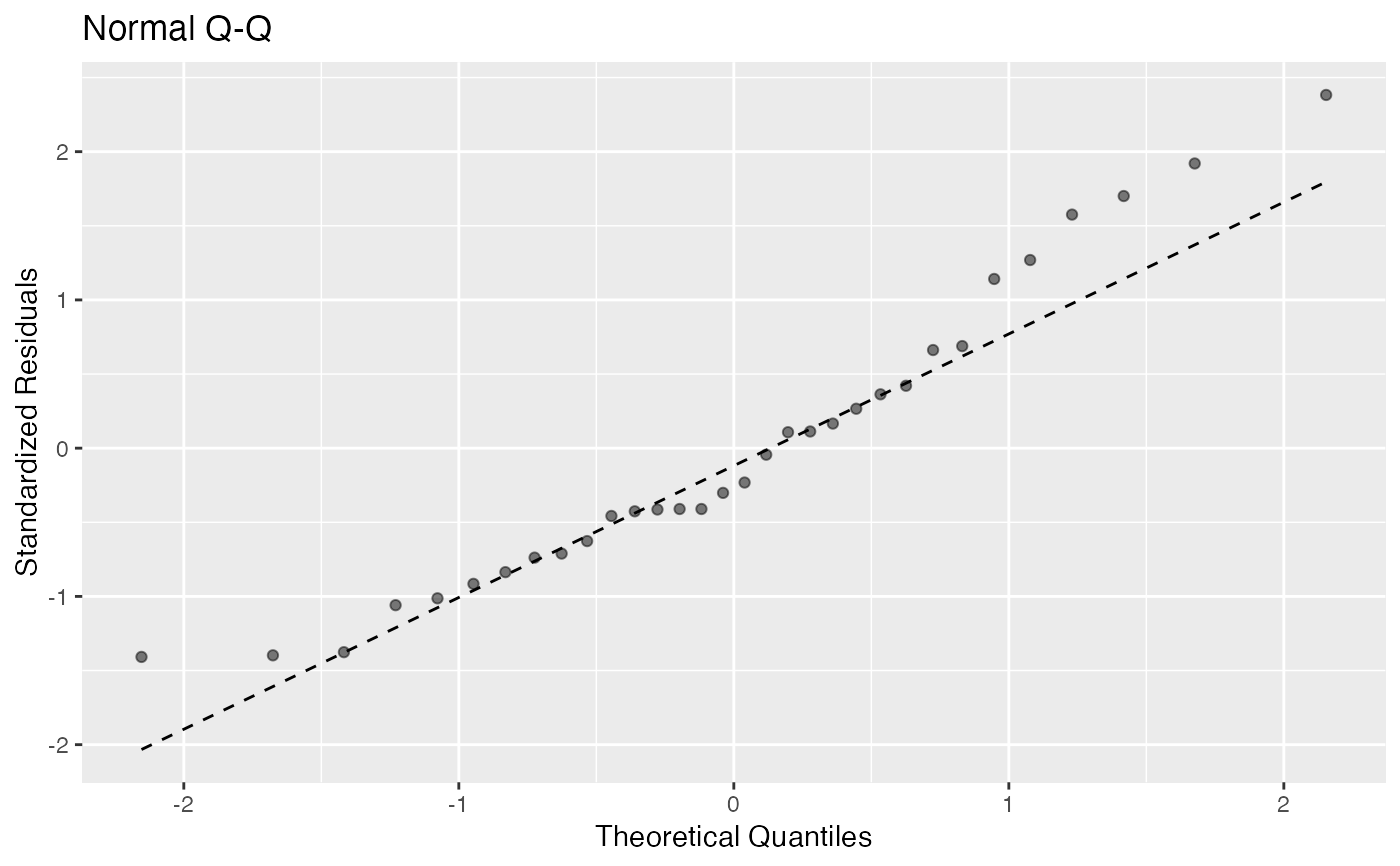 Normal Q-Q
Standardized Residuals
2
1
0
-1
-2
-2 -1 0 1 2
Theoretical Quantiles